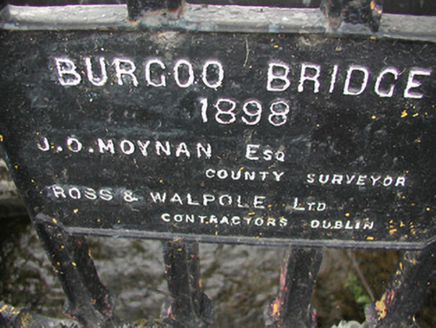 BURGOO BRIDGE
1898
J.O.MOYNAN ESQ
COUNTY SURVEYOR
ROSS & WALPOLE LTD
CONTRACTORS DUBLIN